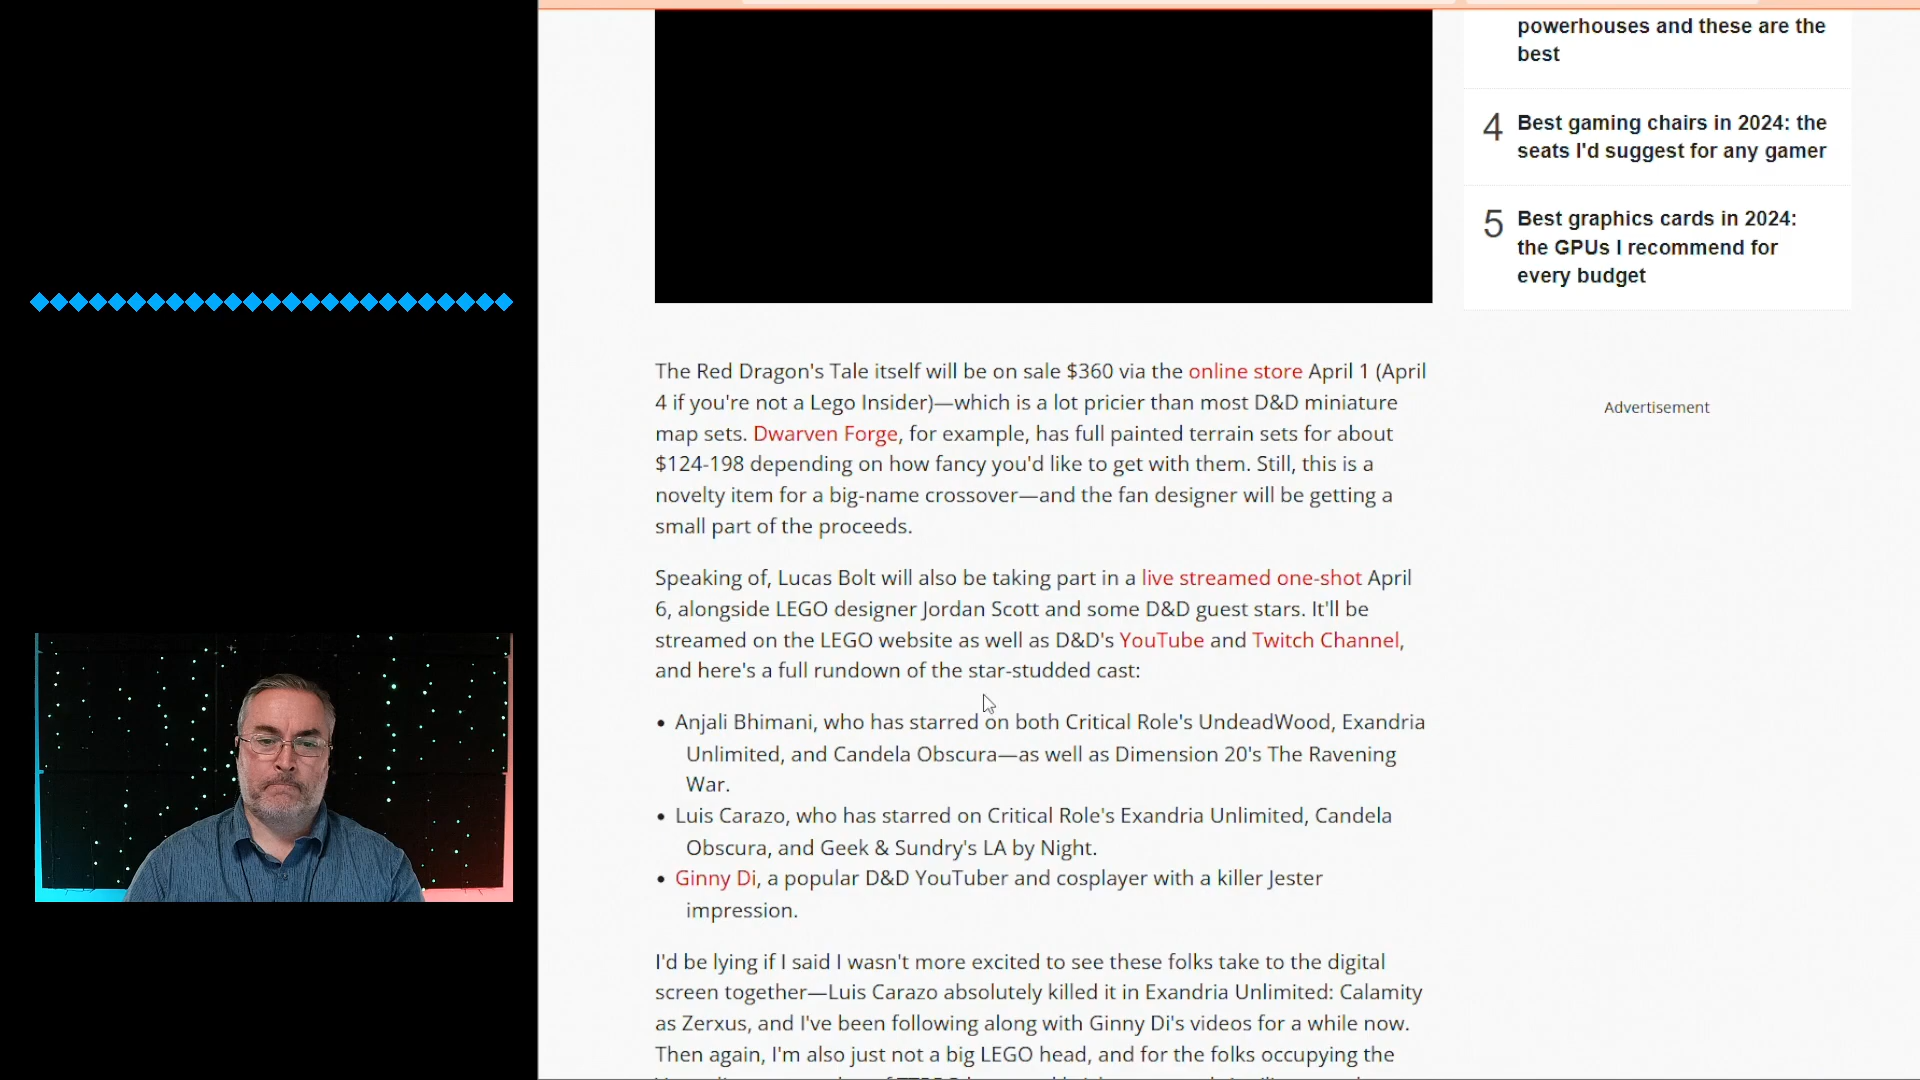 powerhouses and these are the
best
4 Best gaming chairs in 2024: the
seats I'd suggest for any gamer
5 Best graphics cards in 2024:
the GPUs I recommend for
every budget
Advertisement
The Red Dragon's Tale itself will be on sale $360 via the online store April 1 (April
4 if you're not a Lego Insider)—which is a lot pricier than most D&D miniature
map sets. Dwarven Forge, for example, has full painted terrain sets for about
$124-198 depending on how fancy you'd like to get with them. Still, this is a
novelty item for a big-name crossover—and the fan designer will be getting a
small part of the proceeds.
Speaking of, Lucas Bolt will also be taking part in a live streamed one-shot April
6, alongside LEGO designer Jordan Scott and some D&D guest stars. It'll be
streamed on the LEGO website as well as D&D's YouTube and Twitch Channel,
and here's a full rundown of the star-studded cast:
• Anjali Bhimani, who has starred on both Critical Role's UndeadWood, Exandria
Unlimited, and Candela Obscura—as well as Dimension 20's The Ravening
War.
• Luis Carazo, who has starred on Critical Role's Exandria Unlimited, Candela
Obscura, and Geek & Sundry's LA by Night.
• Ginny Di, a popular D&D YouTuber and cosplayer with a killer Jester
impression.
I'd be lying if I said I wasn't more excited to see these folks take to the digital
screen together—Luis Carazo absolutely killed it in Exandria Unlimited: Calamity
as Zerxus, and I've been following along with Ginny Di's videos for a while now.
Then again, I'm also just not a big LEGO head, and for the folks occupying the